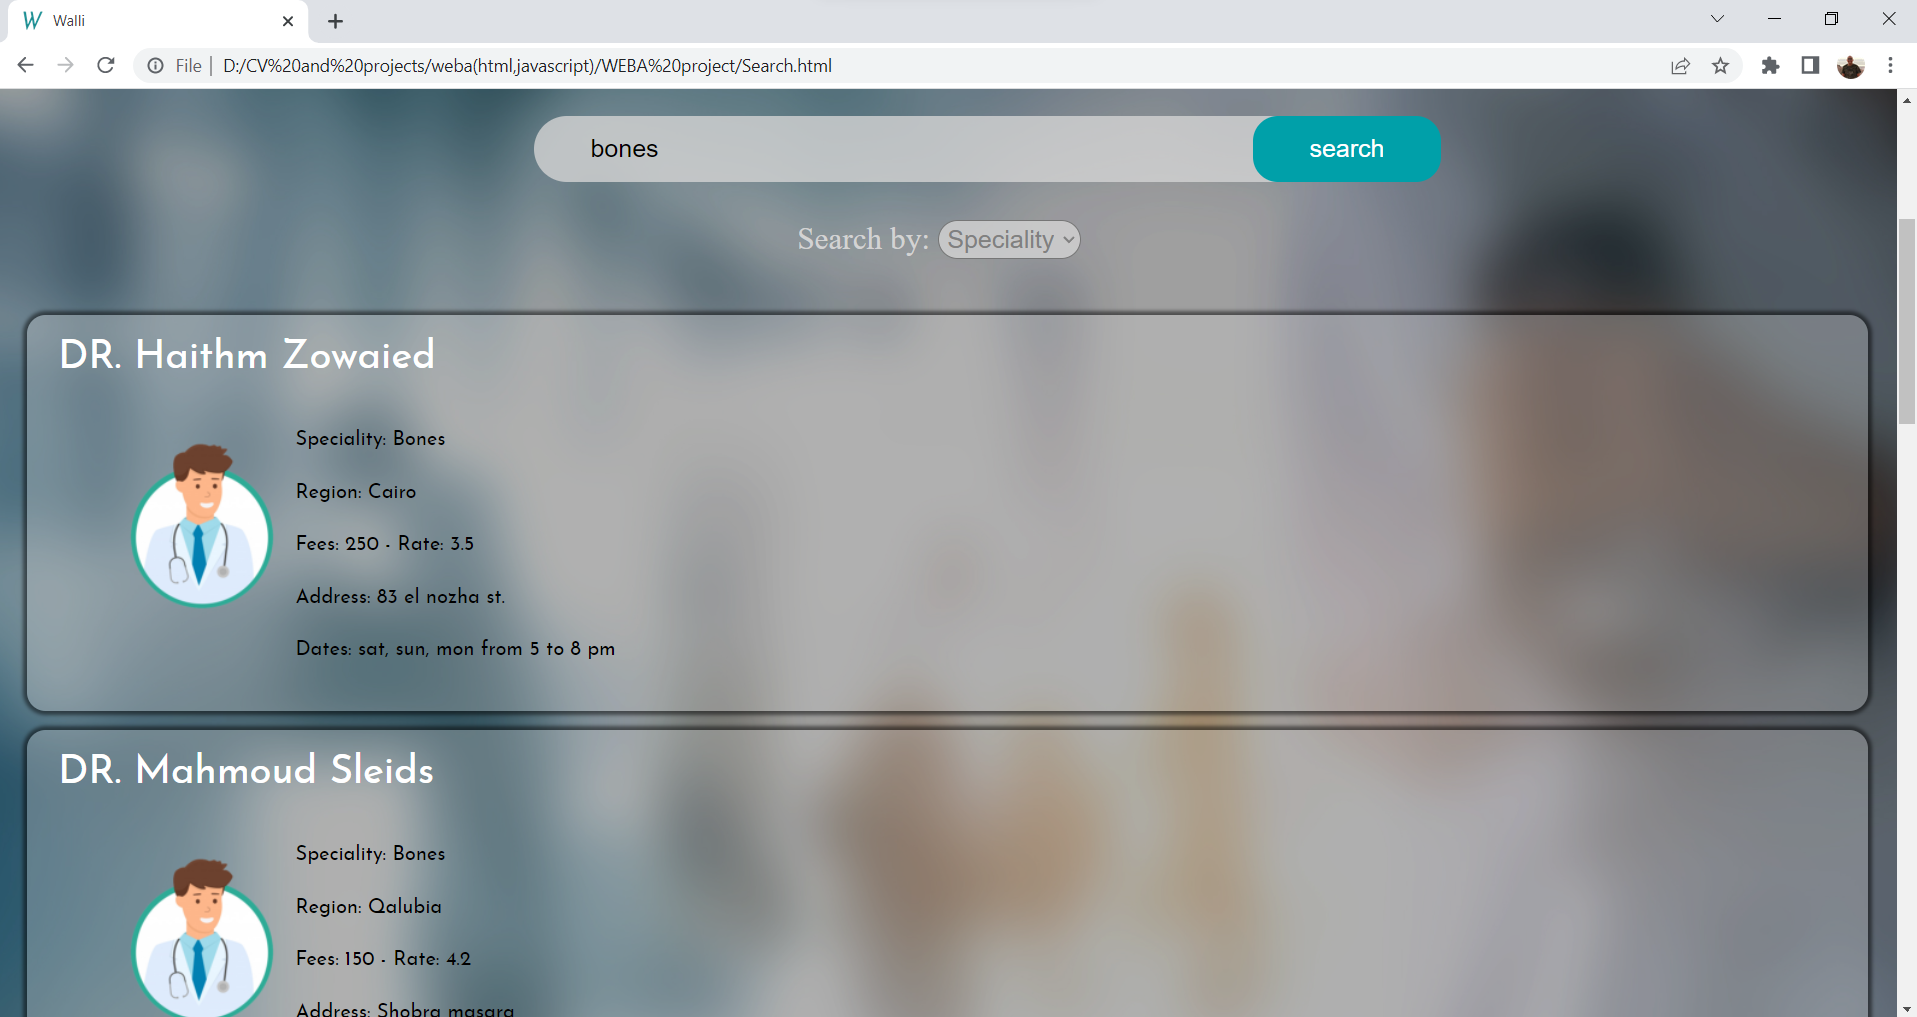 Walli
File | D:/CV%20and%20projects/weba(html,javascript)/WEBA%20project/Search.html
bones search
Search by: Speciality
DR. Haithm Zowaied
Speciality: Bones
Region: Cairo
Fees: 250 - Rate: 3.5
Address: 83 el nozha st.
Dates: sat, sun, mon from 5 to 8 pm
DR. Mahmoud Sleids
Speciality: Bones
Region: Qalubia
Fees: 150 - Rate: 4.2
Address: Shobra masara